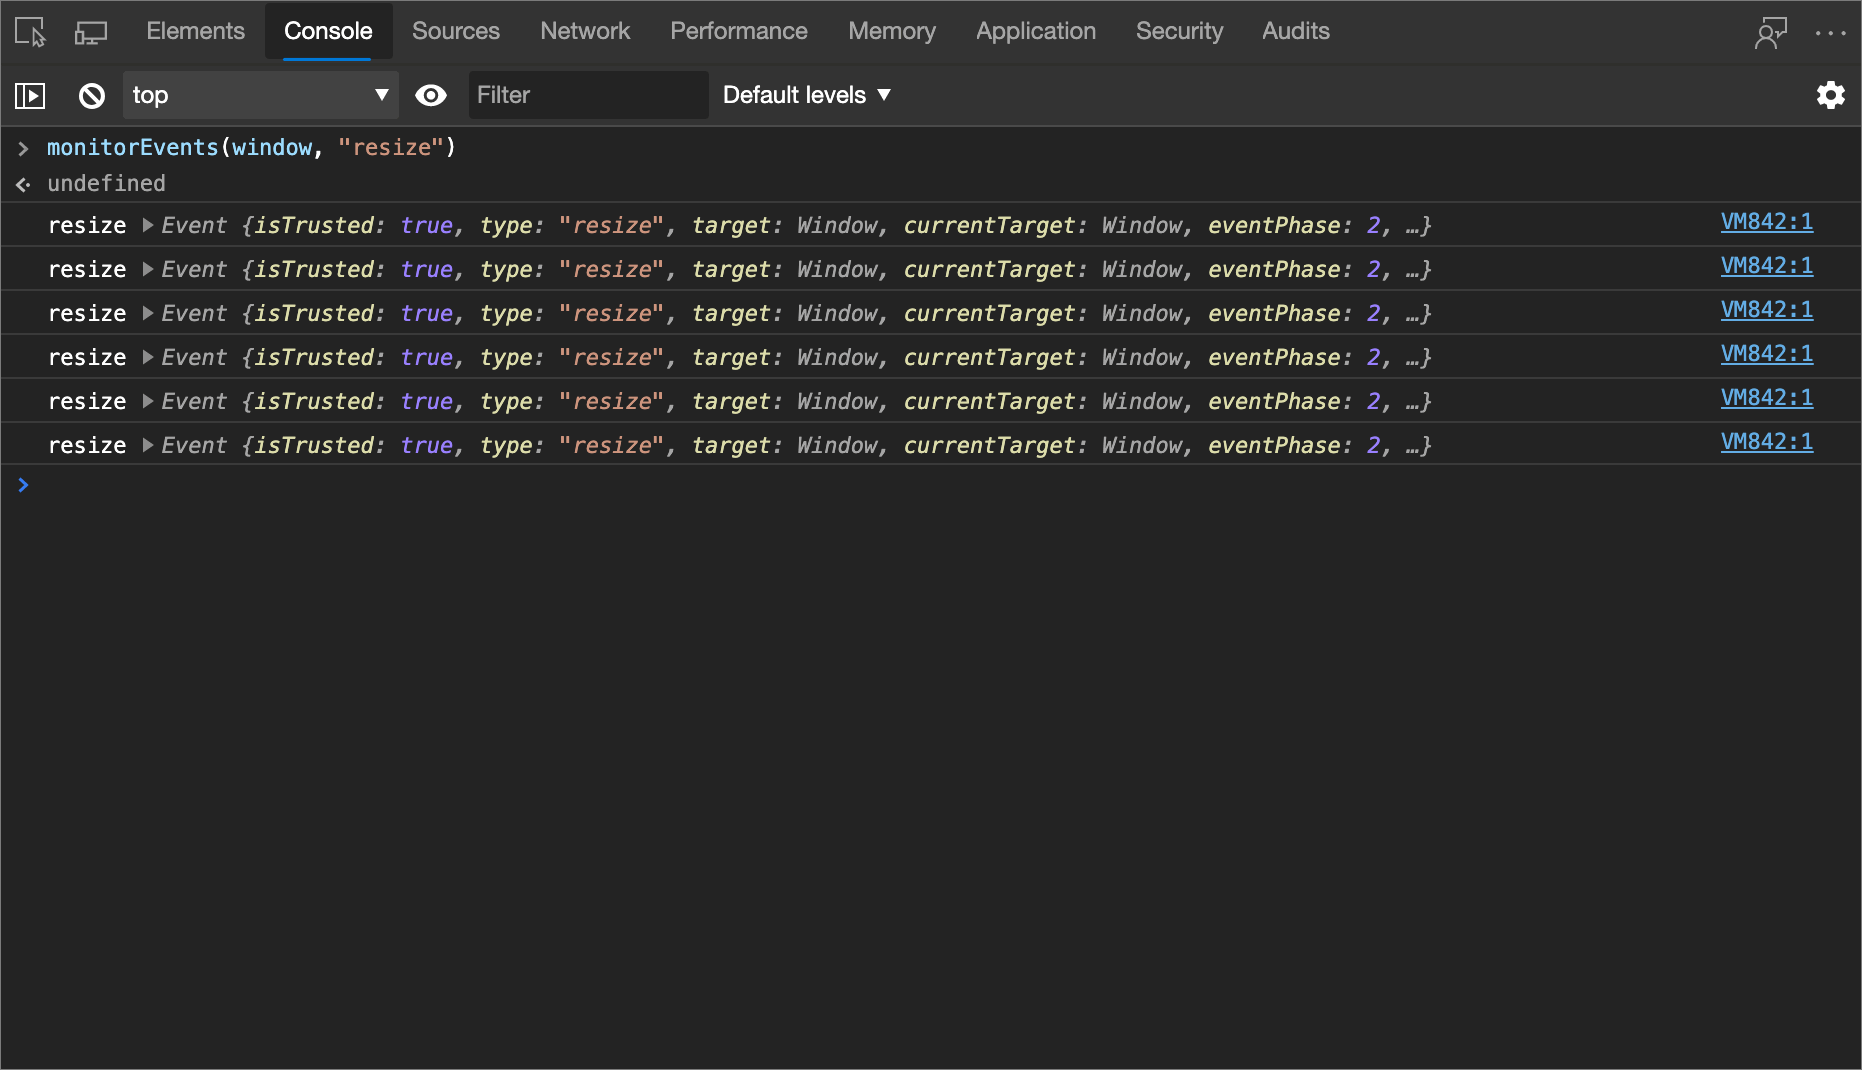 Elements Console Sources Network Performance Memory Application Security Audits
top Filter Default levels
monitorEvents(window, "resize")
undefined
resize Event {isTrusted: true, type: "resize", target: Window, currentTarget: Window, eventPhase: 2, …} VM842:1
resize Event {isTrusted: true, type: "resize", target: Window, currentTarget: Window, eventPhase: 2, …} VM842:1
resize Event {isTrusted: true, type: "resize", target: Window, currentTarget: Window, eventPhase: 2, …} VM842:1
resize Event {isTrusted: true, type: "resize", target: Window, currentTarget: Window, eventPhase: 2, …} VM842:1
resize Event {isTrusted: true, type: "resize", target: Window, currentTarget: Window, eventPhase: 2, …} VM842:1
resize Event {isTrusted: true, type: "resize", target: Window, currentTarget: Window, eventPhase: 2, …} VM842:1